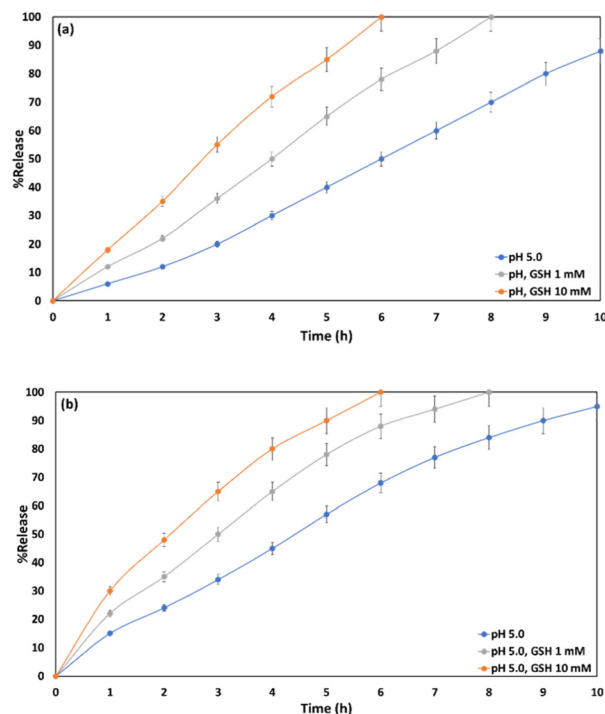 (a)
100
90
80
70
60
50
40
30
20
10
0
%Release
0 1 2 3 4 5 6 7 8 9 10
Time (h)
pH 5.0
pH, GSH 1 mM
pH, GSH 10 mM
(b)
100
90
80
70
60
50
40
30
20
10
0
%Release
0 1 2 3 4 5 6 7 8 9 10
Time (h)
pH 5.0
pH 5.0, GSH 1 mM
pH 5.0, GSH 10 mM